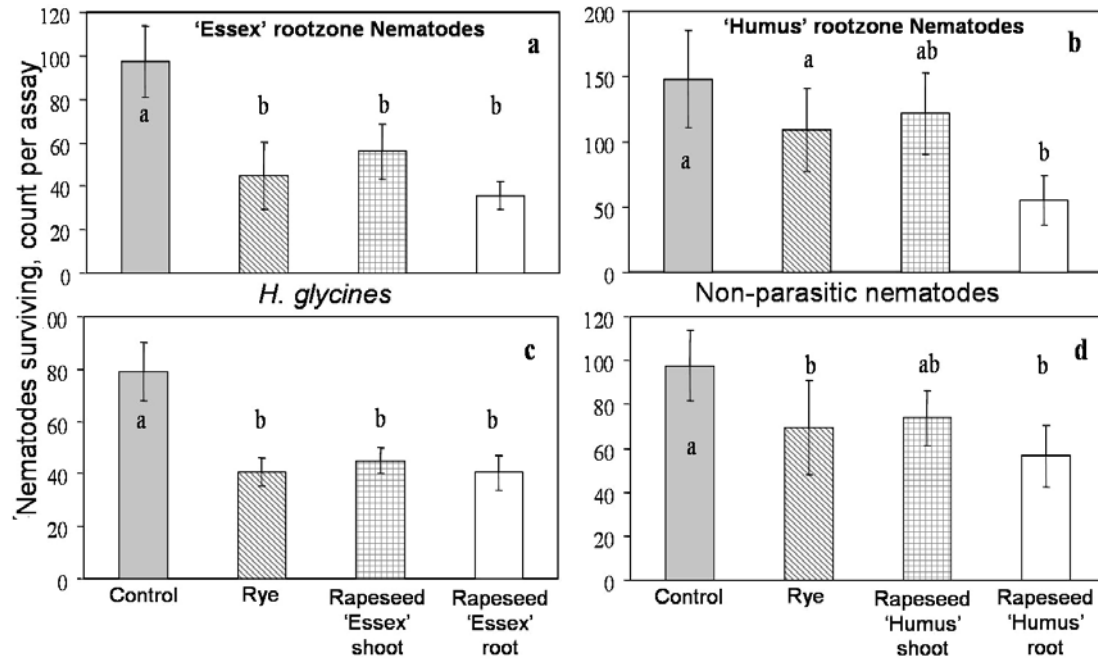 Nematodes surviving, count per assay
120
100
80
60
40
20
0
'Essex' rootzone Nematodes
a
a
b
b
b
200
150
100
50
0
'Humus' rootzone Nematodes
b
a
a
ab
b
H. glycines
Non-parasitic nematodes
00
80
60
40
20
0
c
a
b
b
b
120
100
80
60
40
20
0
d
a
b
ab
b
Control
Rye
Rapeseed
'Essex'
shoot
Rapeseed
'Essex'
root
Control
Rye
Rapeseed
'Humus'
shoot
Rapeseed
'Humus'
root